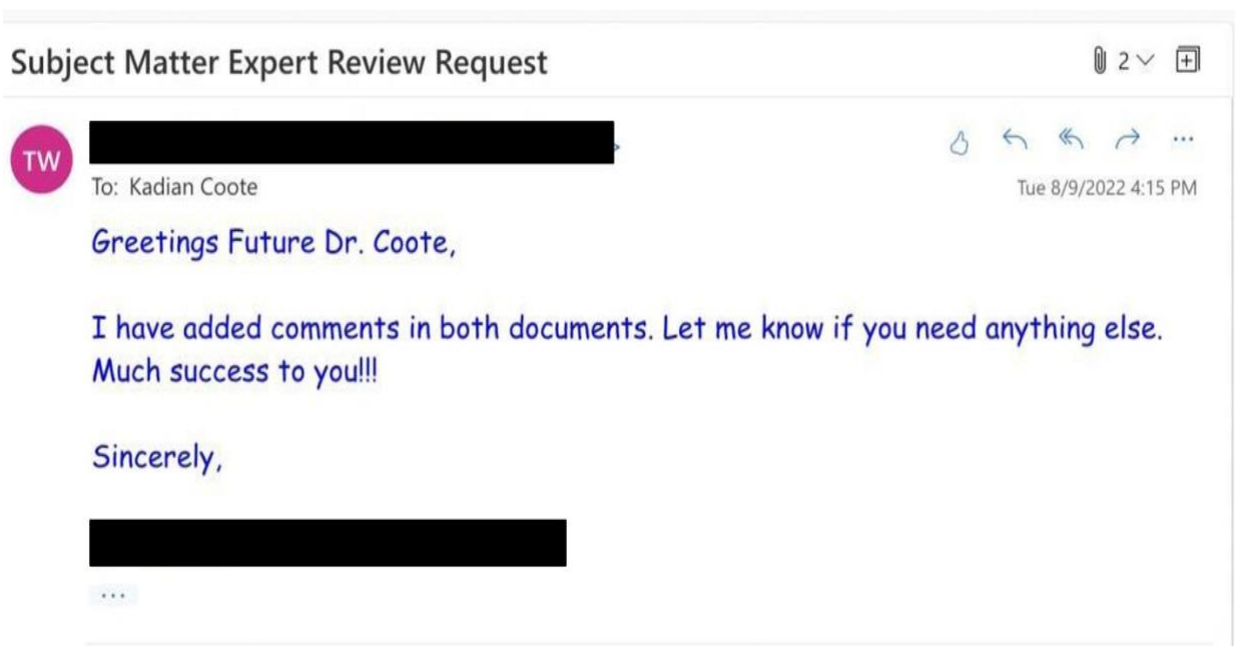 Subject Matter Expert Review Request
2
TW
To: Kadian Coote
Tue 8/9/2022 4:15 PM
Greetings Future Dr. Coote,
I have added comments in both documents. Let me know if you need anything else.
Much success to you!!!
Sincerely,